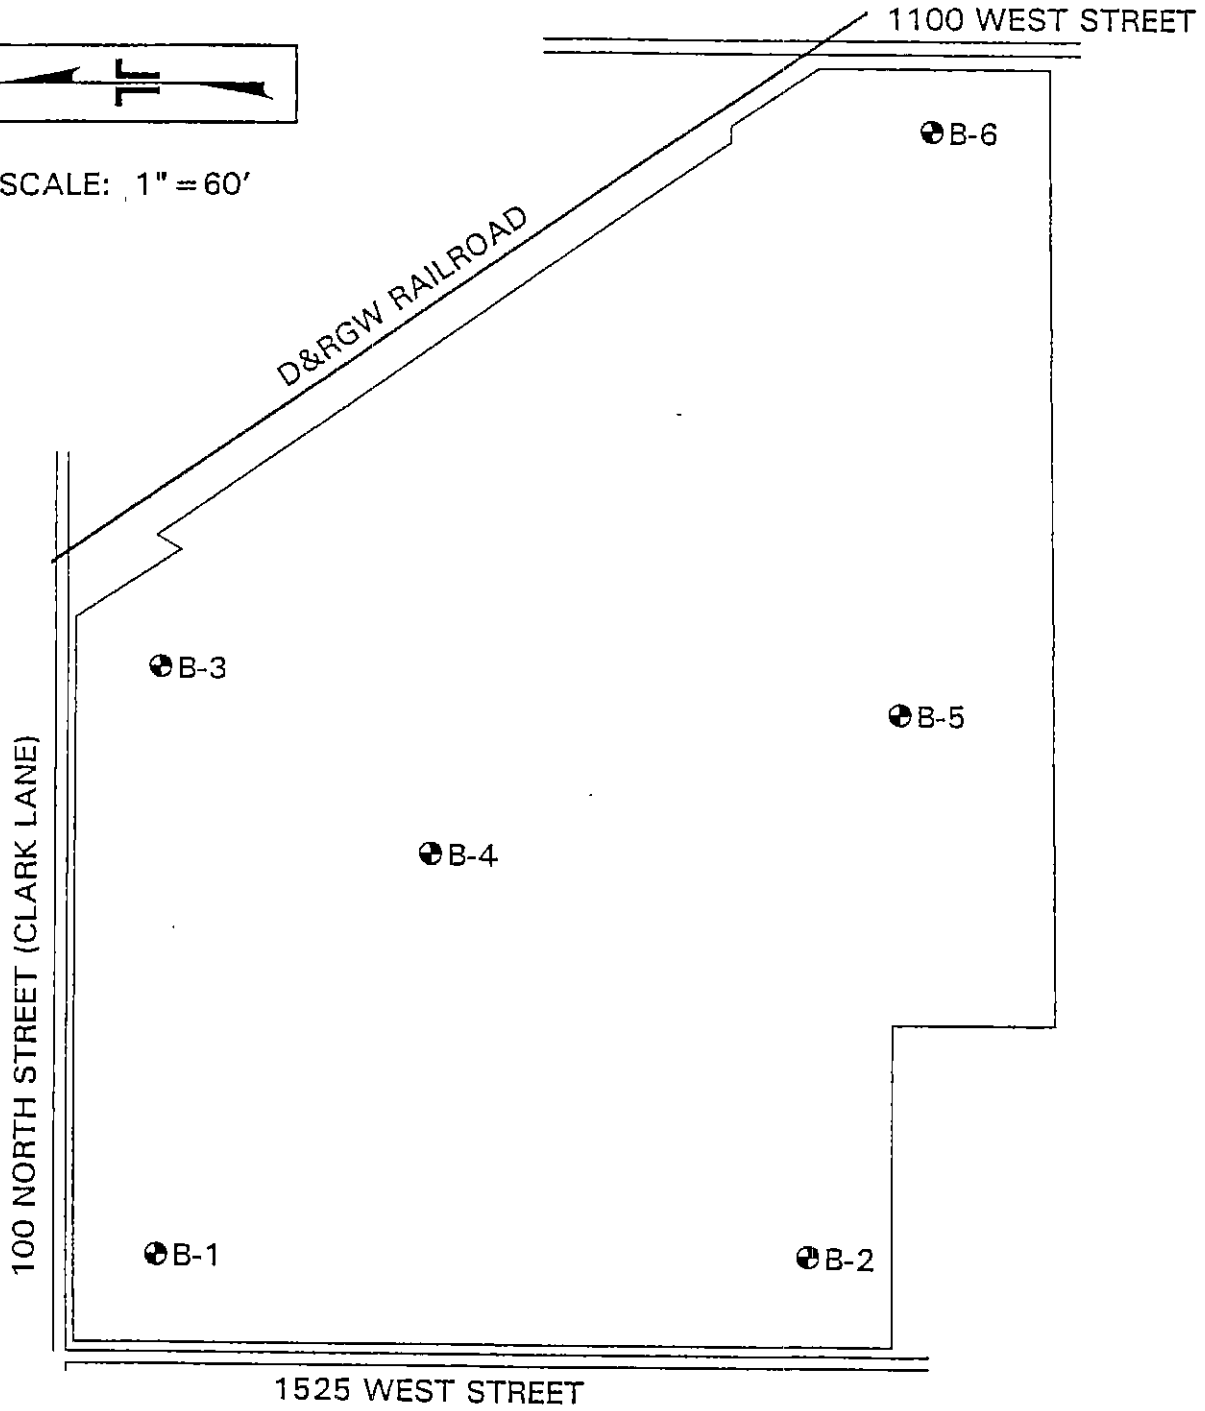 1100 WEST STREET
SCALE: 1"=60'
B-6
D&RGW RAILROAD
B-3
B-5
100 NORTH STREET (CLARK LANE)
B-4
B-1
B-2
1525 WEST STREET